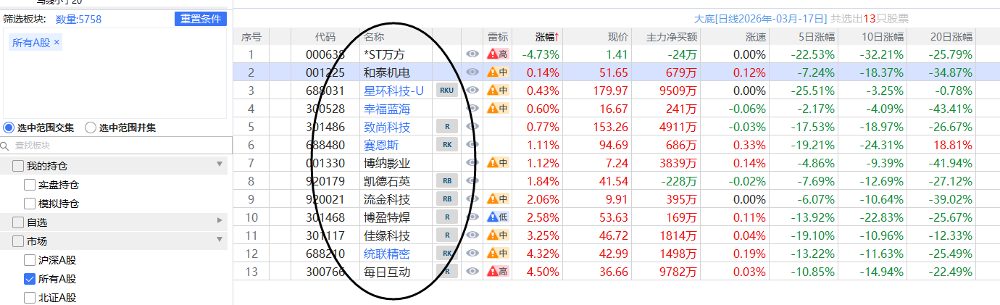 均线小于20
筛选板块: 数量:5758 重置条件
所有A股 ×
选中范围交集 选中范围并集
查找板块
我的持仓
实盘持仓
模拟持仓
自选
市场
沪深A股
所有A股
北证A股
大底[日线2026年-03月-17日] 共选出13只股票
序号 代码 名称 雷标 涨幅↑ 现价 主力净买额 涨速 5日涨幅 10日涨幅 20日涨幅
1 000638 *ST万方 高 -4.73% 1.41 -24万 0.00% -22.53% -32.21% -25.79%
2 001225 和泰机电 中 0.14% 51.65 679万 0.12% -7.24% -18.37% -34.87%
3 688031 星环科技-U RKU 中 0.43% 179.97 9509万 0.00% -25.51% -3.25% -0.78%
4 300528 幸福蓝海 中 0.60% 16.67 241万 -0.06% -2.17% -4.09% -43.41%
5 301486 致尚科技 R 0.77% 153.26 4911万 -0.03% -17.53% -18.97% -26.67%
6 688480 赛恩斯 RK 1.11% 94.69 686万 0.33% -19.21% -24.31% 18.81%
7 001330 博纳影业 中 1.12% 7.24 3839万 0.14% -4.86% -9.39% -41.94%
8 920179 凯德石英 RB 1.84% 41.54 -228万 -0.02% -7.69% -12.69% -27.12%
9 920021 流金科技 RB 中 2.06% 9.91 395万 0.00% -6.07% -10.64% -39.02%
10 301468 博盈特焊 R 低 2.58% 53.63 169万 0.11% -13.92% -22.83% -25.67%
11 301117 佳缘科技 R 中 3.25% 46.72 1814万 0.04% -19.10% -10.96% -12.33%
12 688210 统联精密 RK 中 4.32% 42.99 1498万 0.19% -13.22% -11.63% -25.49%
13 300766 每日互动 R 高 4.50% 36.66 9782万 0.03% -10.85% -14.94% -22.49%